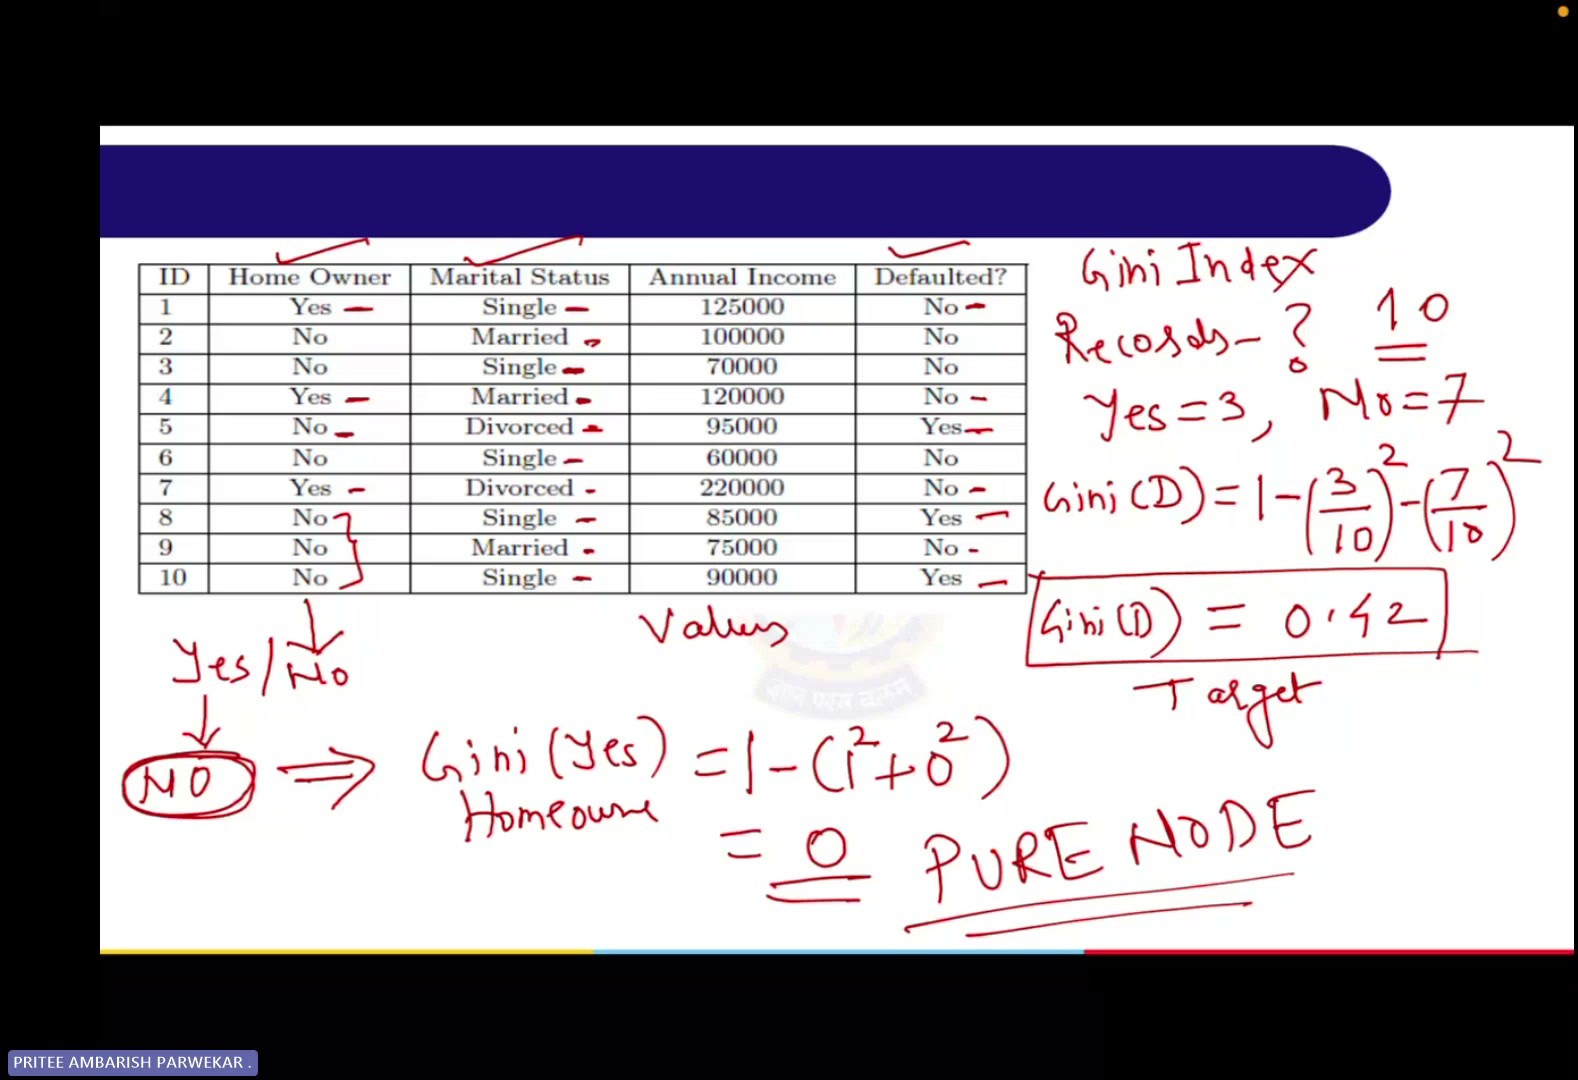 ID Home Owner Marital Status Annual Income Defaulted?
1 Yes Single 125000 No
2 No Married 100000 No
3 No Single 70000 No
4 Yes Married 120000 No
5 No Divorced 95000 Yes
6 No Single 60000 No
7 Yes Divorced 220000 No
8 No Single 85000 Yes
9 No Married 75000 No
10 No Single 90000 Yes
Gini Index
Records - ? 10
Yes = 3, No = 7
Gini (D) = 1 - (3/10)² - (7/10)²
Gini (D) = 0.42
Target
Values
Yes / No
NO ⇒ Gini (Yes) = 1 - (1² + 0²)
= 0 PURE NODE
ज्ञान परम बलम
PRITEE AMBARISH PARWEKAR .